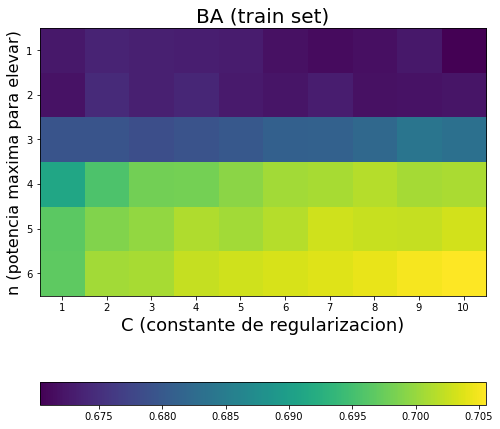 BA (train set)
n (potencia maxima para elevar)
1
2
3
4
5
6
1 2 3 4 5 6 7 8 9 10
C (constante de regularizacion)
0.675 0.680 0.685 0.690 0.695 0.700 0.705